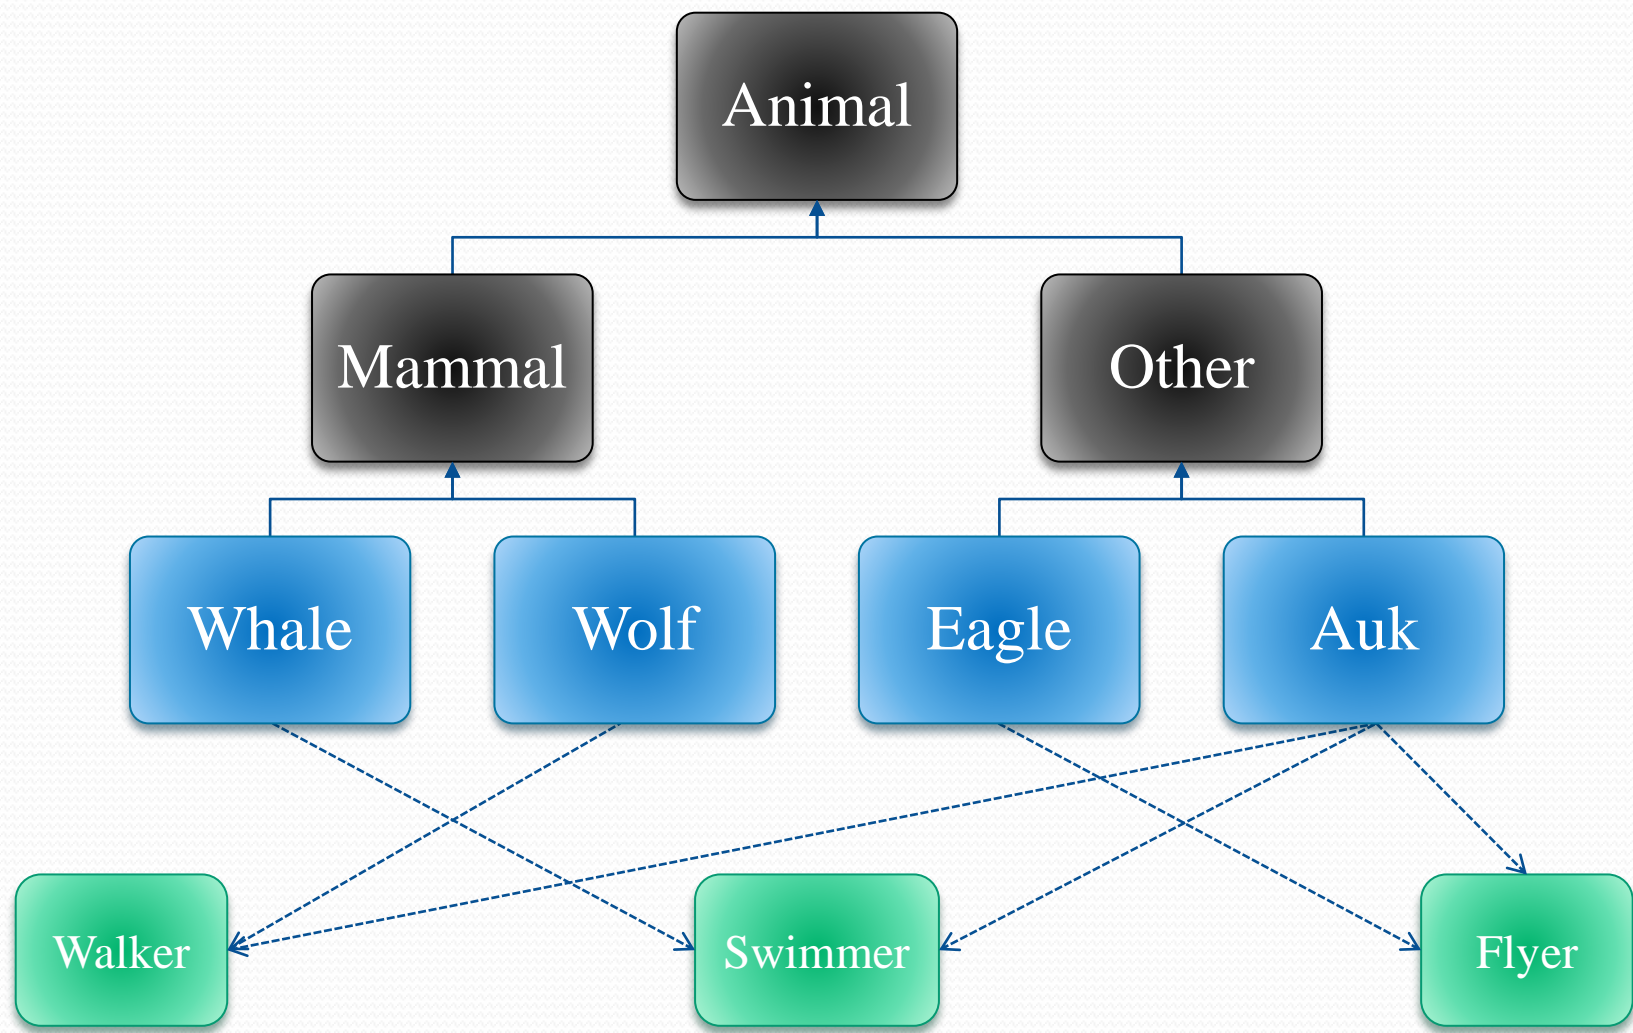 Animal
Mammal
Other
Whale
Wolf
Eagle
Auk
Walker
Swimmer
Flyer